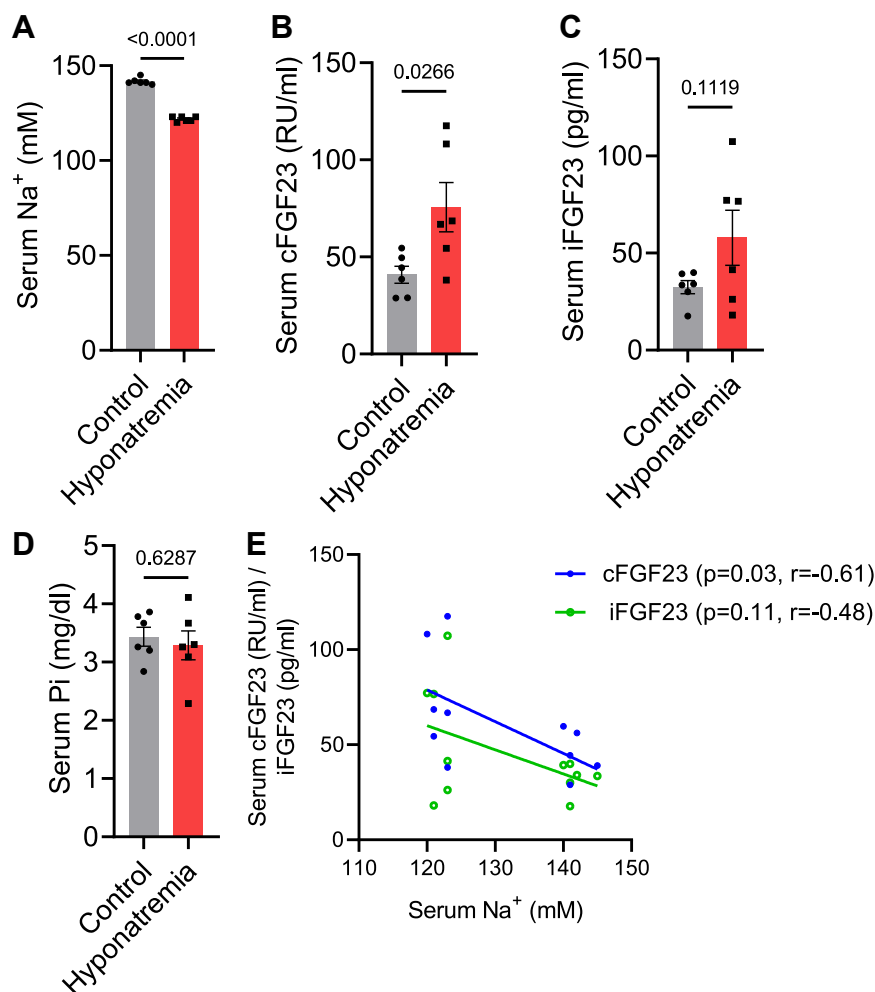 A
<0.0001
Serum Na⁺ (mM)
150
100
50
0
Control
Hyponatremia
B
0.0266
Serum cFGF23 (RU/ml)
150
100
50
0
Control
Hyponatremia
C
0.1119
Serum iFGF23 (pg/ml)
150
100
50
0
Control
Hyponatremia
D
0.6287
Serum Pi (mg/dl)
5
4
3
2
1
0
Control
Hyponatremia
E
Serum cFGF23 (RU/ml) /
iFGF23 (pg/ml)
150
100
50
0
110
120
130
140
150
Serum Na⁺ (mM)
cFGF23 (p=0.03, r=-0.61)
iFGF23 (p=0.11, r=-0.48)